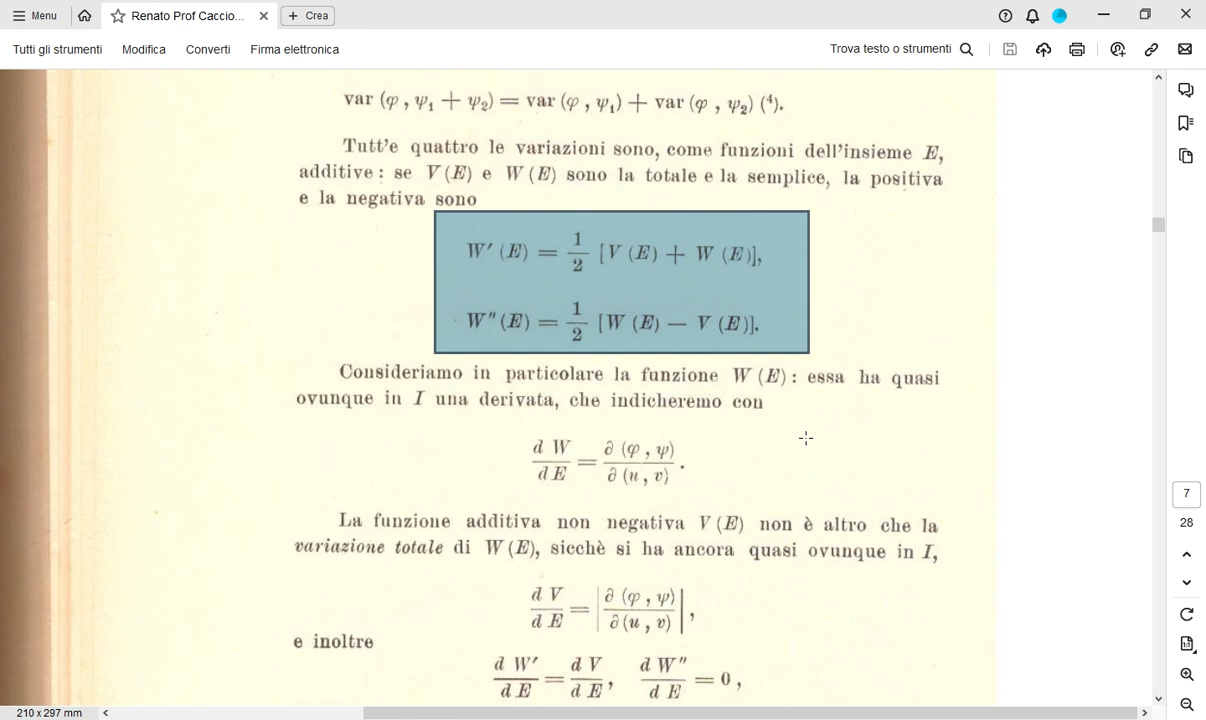 Menu
Renato Prof Caccio...
Crea
Tutti gli strumenti Modifica Converti Firma elettronica Trova testo o strumenti
var (φ , ψ₁ + ψ₂) = var (φ , ψ₁) + var (φ , ψ₂) (⁴).
Tutt'e quattro le variazioni sono, come funzioni dell'insieme E,
additive : se V (E) e W (E) sono la totale e la semplice, la positiva
e la negativa sono
W′ (E) = 1/2 [V (E) + W (E)],
W″ (E) = 1/2 [W (E) — V (E)].
Consideriamo in particolare la funzione W (E) : essa ha quasi
ovunque in I una derivata, che indicheremo con
d W / d E = ∂ (φ , ψ) / ∂ (u , v) .
La funzione additiva non negativa V (E) non è altro che la
variazione totale di W (E), sicchè si ha ancora quasi ovunque in I,
d V / d E = | ∂ (φ , ψ) / ∂ (u , v) | ,
e inoltre
d W′ / d E = d V / d E , d W″ / d E = 0 ,
7
28
210 x 297 mm